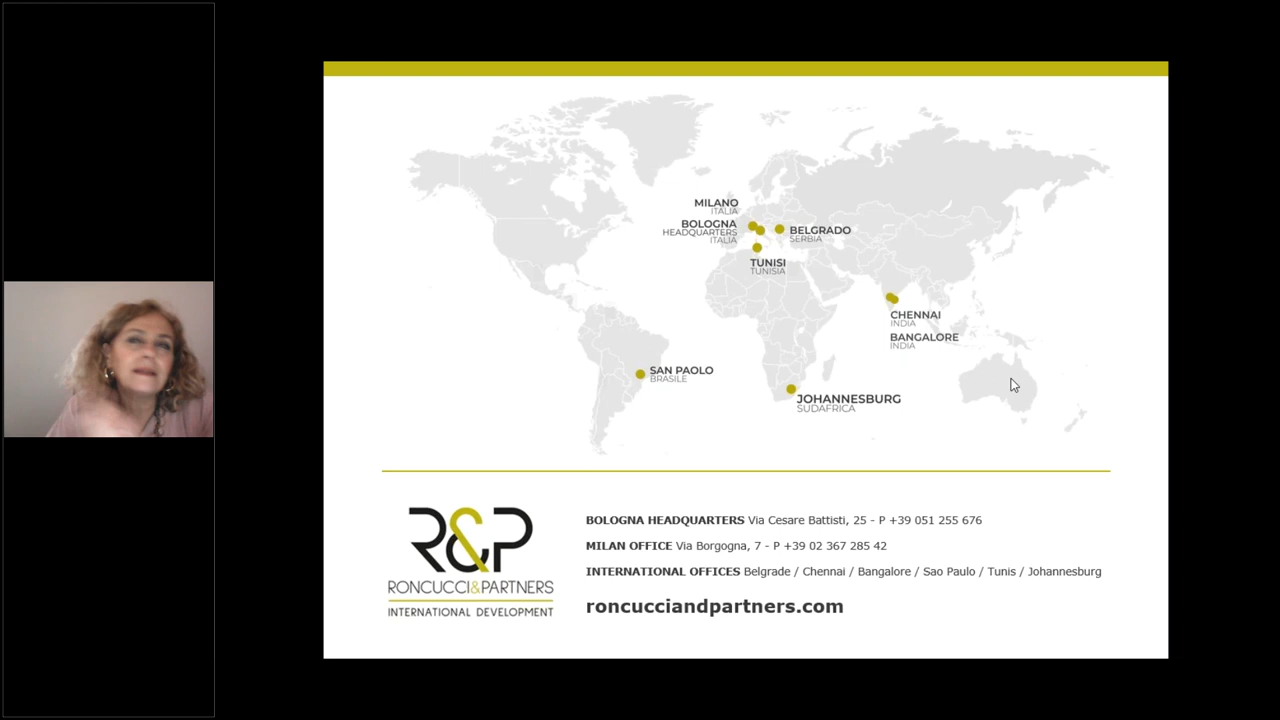 MILANO
ITALIA
BOLOGNA
HEADQUARTERS
ITALIA
BELGRADO
SERBIA
TUNISI
TUNISIA
CHENNAI
INDIA
BANGALORE
INDIA
SAN PAOLO
BRASILE
JOHANNESBURG
SUDAFRICA
R&P
RONCUCCI&PARTNERS
INTERNATIONAL DEVELOPMENT
BOLOGNA HEADQUARTERS Via Cesare Battisti, 25 - P +39 051 255 676
MILAN OFFICE Via Borgogna, 7 - P +39 02 367 285 42
INTERNATIONAL OFFICES Belgrade / Chennai / Bangalore / Sao Paulo / Tunis / Johannesburg
roncucciandpartners.com